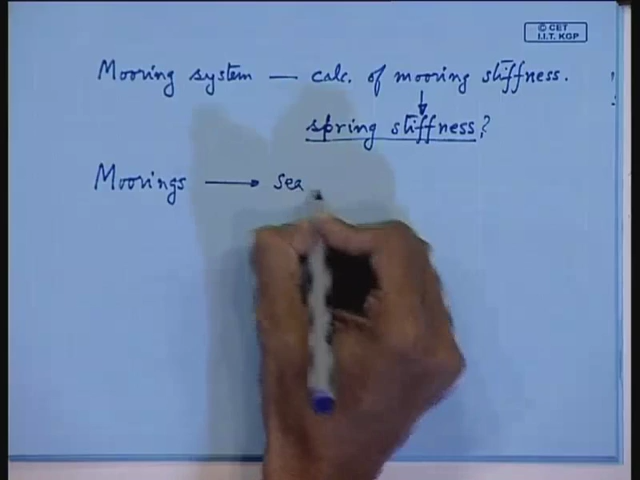 © CET
I.I.T. KGP
Mooring system — calc. of mooring stiffness.
↓
spring stiffness?
Moorings → sea